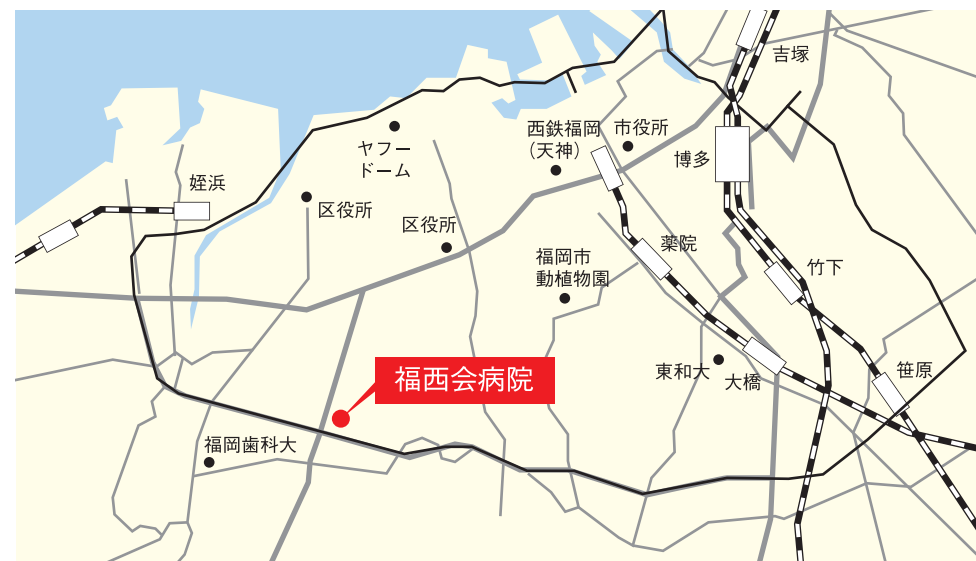 吉塚
西鉄福岡
（天神）
市役所
ヤフー
ドーム
博多
姪浜
区役所
区役所
薬院
福岡市
動植物園
竹下
東和大
大橋
笹原
福西会病院
福岡歯科大